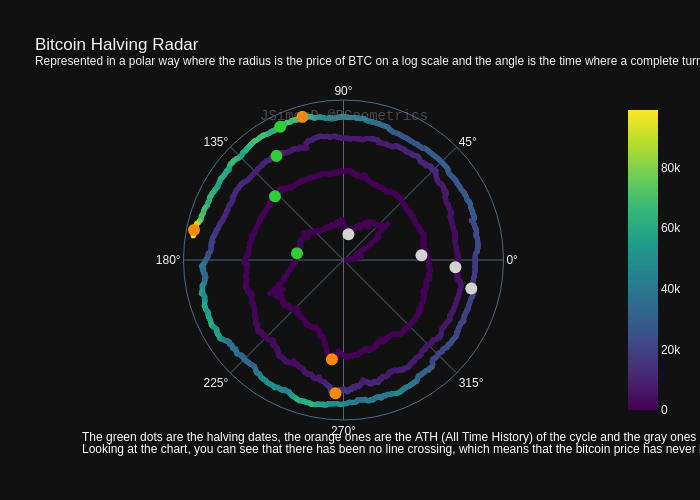 Bitcoin Halving Radar
Represented in a polar way where the radius is the price of BTC on a log scale and the angle is the time where a complete turn
90°
135°
45°
80k
60k
180°
0°
40k
20k
225°
315°
0
270°
The green dots are the halving dates, the orange ones are the ATH (All Time History) of the cycle and the gray ones
Looking at the chart, you can see that there has been no line crossing, which means that the bitcoin price has never